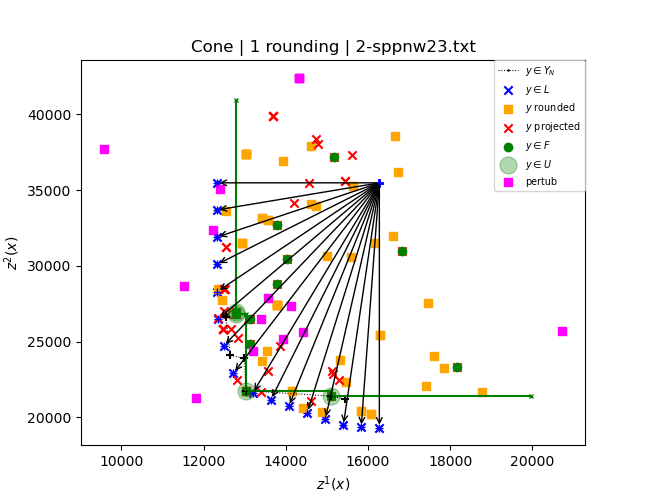 Cone | 1 rounding | 2-sppnw23.txt
z²(x)
40000
35000
30000
25000
20000
10000 12000 14000 16000 18000 20000
z¹(x)
y ∈ Y_N
y ∈ L
y rounded
y projected
y ∈ F
y ∈ U
pertub